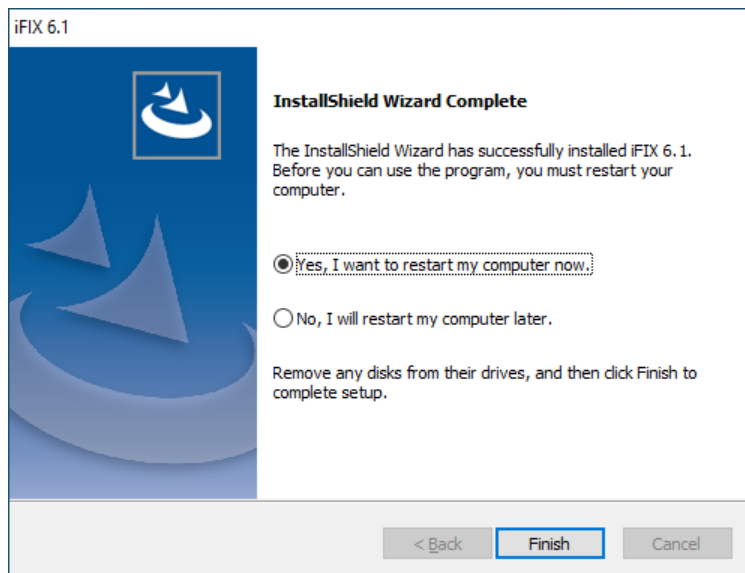 iFIX 6.1
InstallShield Wizard Complete
The InstallShield Wizard has successfully installed iFIX 6.1.
Before you can use the program, you must restart your
computer.
Yes, I want to restart my computer now.
No, I will restart my computer later.
Remove any disks from their drives, and then click Finish to
complete setup.
< Back Finish Cancel